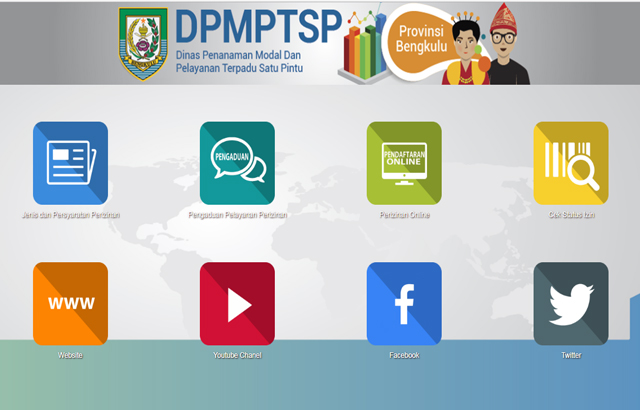 DPMPTSP
Dinas Penanaman Modal Dan
Pelayanan Terpadu Satu Pintu
Provinsi
Bengkulu
BENGKULU
PENGADUAN
PENDAFTARAN
ONLINE
Jenis dan Persyaratan Perizinan
Pengaduan Pelayanan Perizinan
Perizinan Online
Cek Status Izin
www
Website
Youtube Chanel
Facebook
Twitter